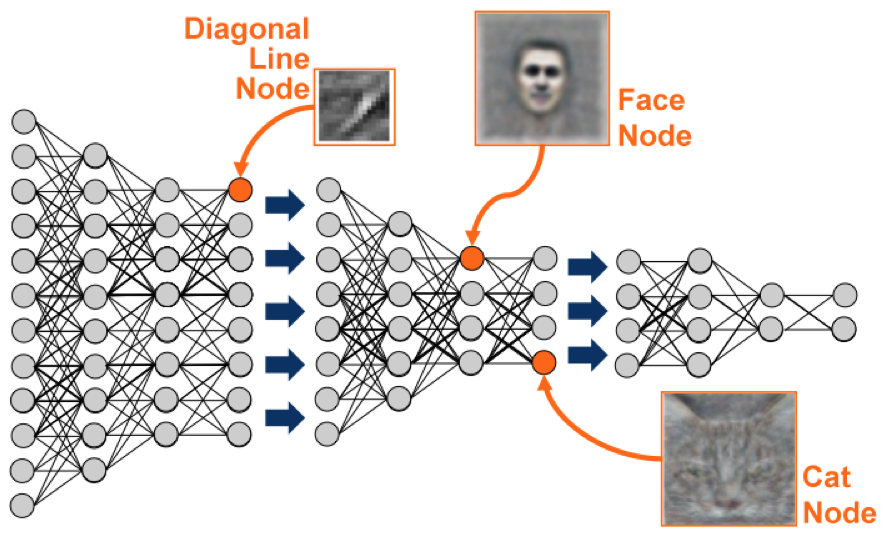 Diagonal
Line
Node
Face
Node
Cat
Node